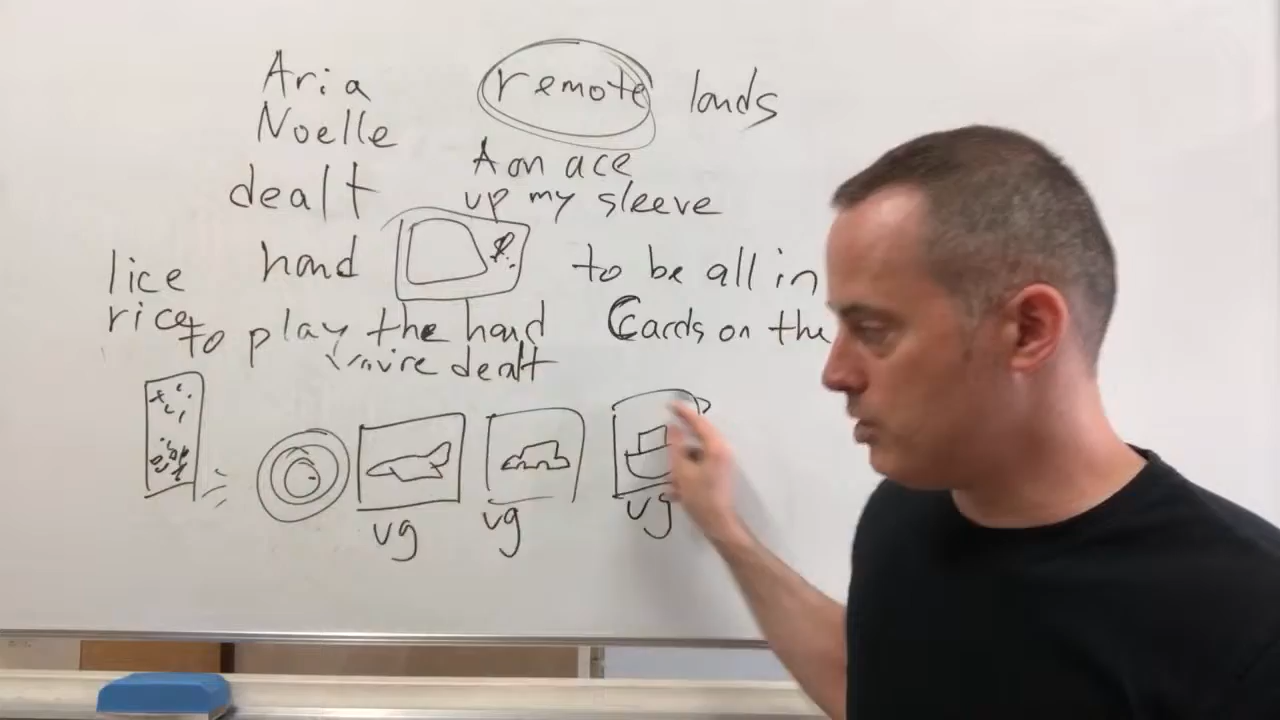 Aria
Noelle
remote lands
A on ace
up my sleeve
dealt
hand
to be all in
lice
rice
to play the hand
you're dealt
Cards on the
vg
vg
vg